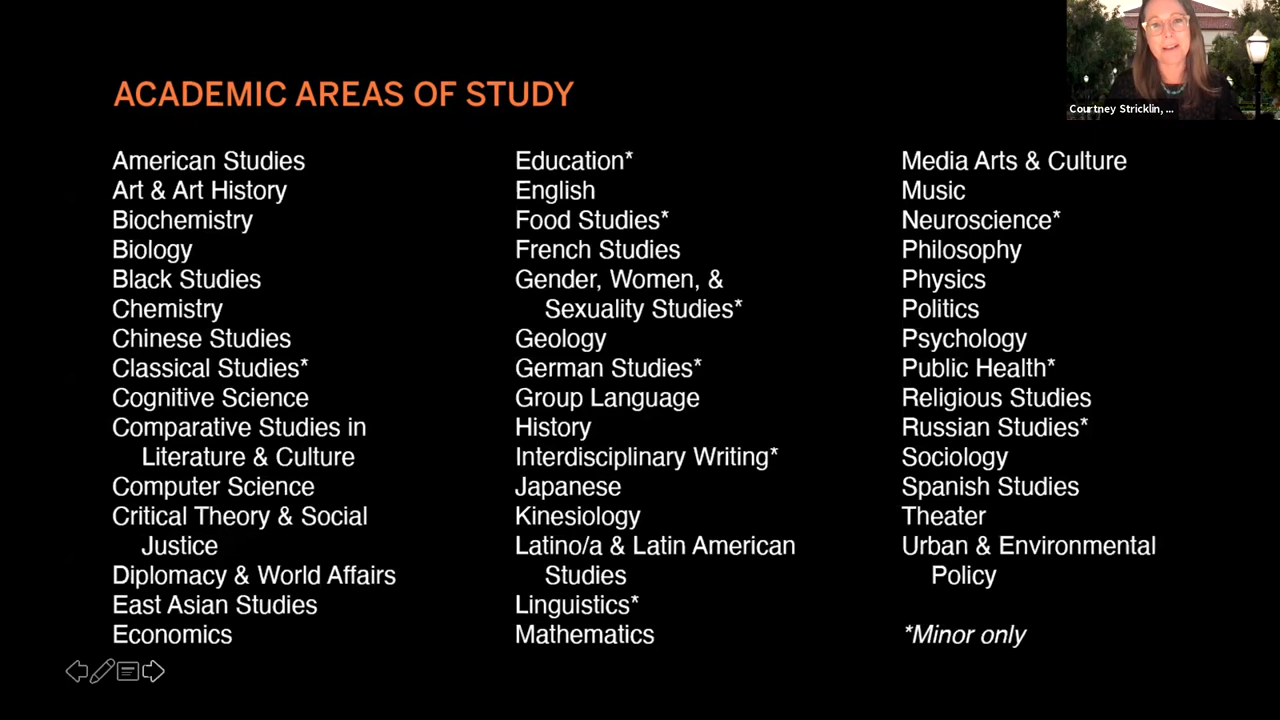 ACADEMIC AREAS OF STUDY
Courtney Stricklin, ...
American Studies
Art & Art History
Biochemistry
Biology
Black Studies
Chemistry
Chinese Studies
Classical Studies*
Cognitive Science
Comparative Studies in
Literature & Culture
Computer Science
Critical Theory & Social
Justice
Diplomacy & World Affairs
East Asian Studies
Economics
Education*
English
Food Studies*
French Studies
Gender, Women, &
Sexuality Studies*
Geology
German Studies*
Group Language
History
Interdisciplinary Writing*
Japanese
Kinesiology
Latino/a & Latin American
Studies
Linguistics*
Mathematics
Media Arts & Culture
Music
Neuroscience*
Philosophy
Physics
Politics
Psychology
Public Health*
Religious Studies
Russian Studies*
Sociology
Spanish Studies
Theater
Urban & Environmental
Policy
*Minor only